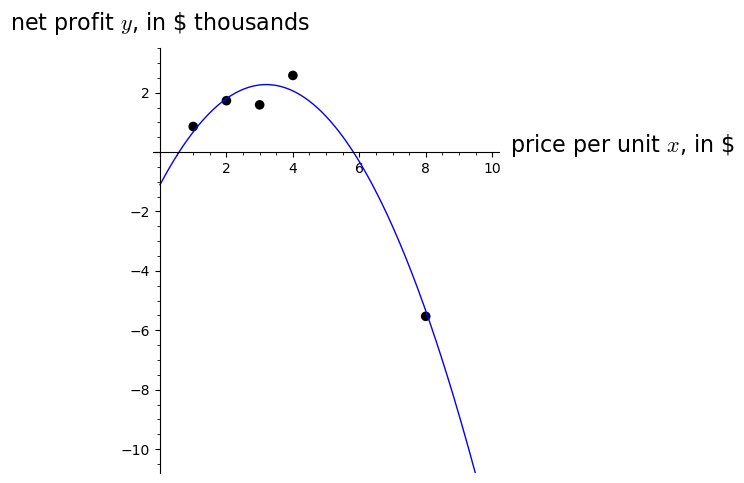 net profit y, in $ thousands
2
price per unit x, in $
2 4 6 8 10
−2
−4
−6
−8
−10